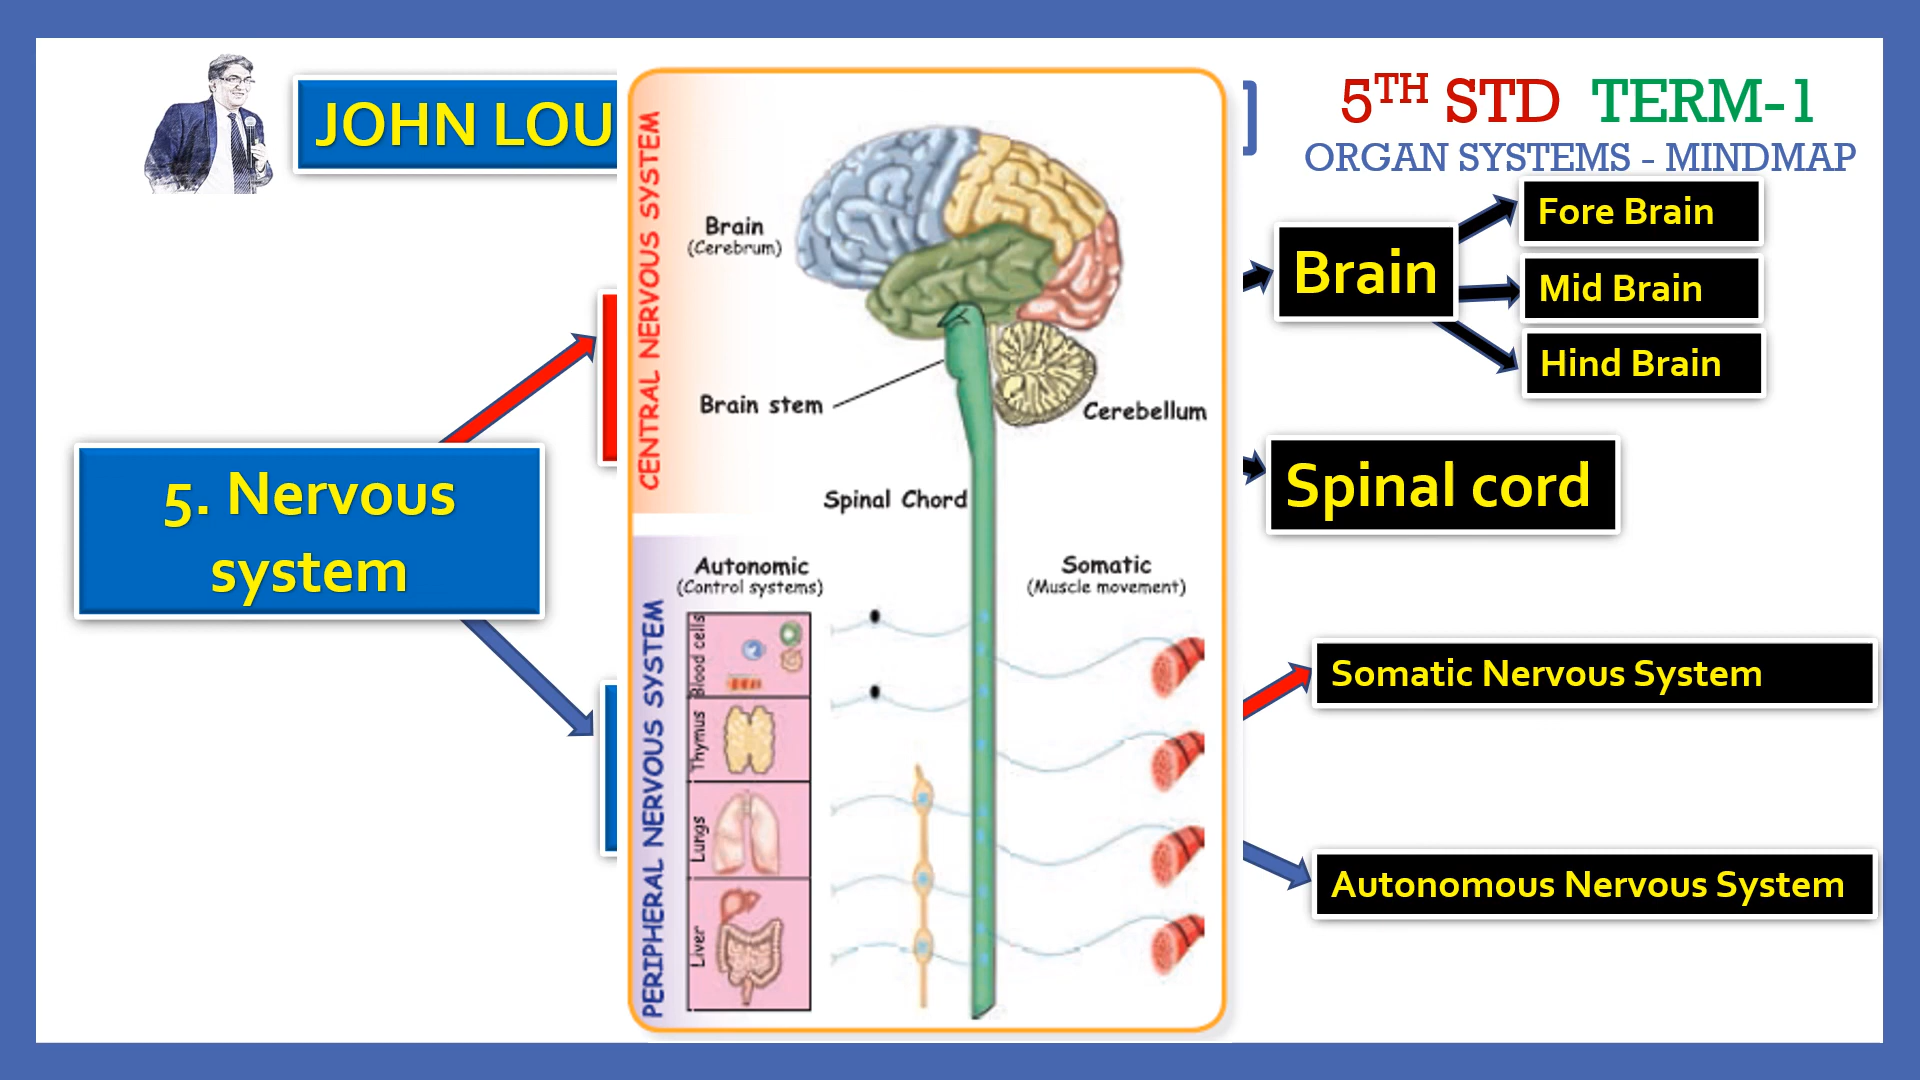 JOHN LOU
5TH STD TERM-1
ORGAN SYSTEMS - MINDMAP
CENTRAL NERVOUS SYSTEM
Brain
(Cerebrum)
Brain stem
Cerebellum
Spinal Chord
Brain
Fore Brain
Mid Brain
Hind Brain
Spinal cord
5. Nervous
system
PERIPHERAL NERVOUS SYSTEM
Autonomic
(Control systems)
Somatic
(Muscle movement)
Blood cells
Thymus
Lungs
Liver
Somatic Nervous System
Autonomous Nervous System